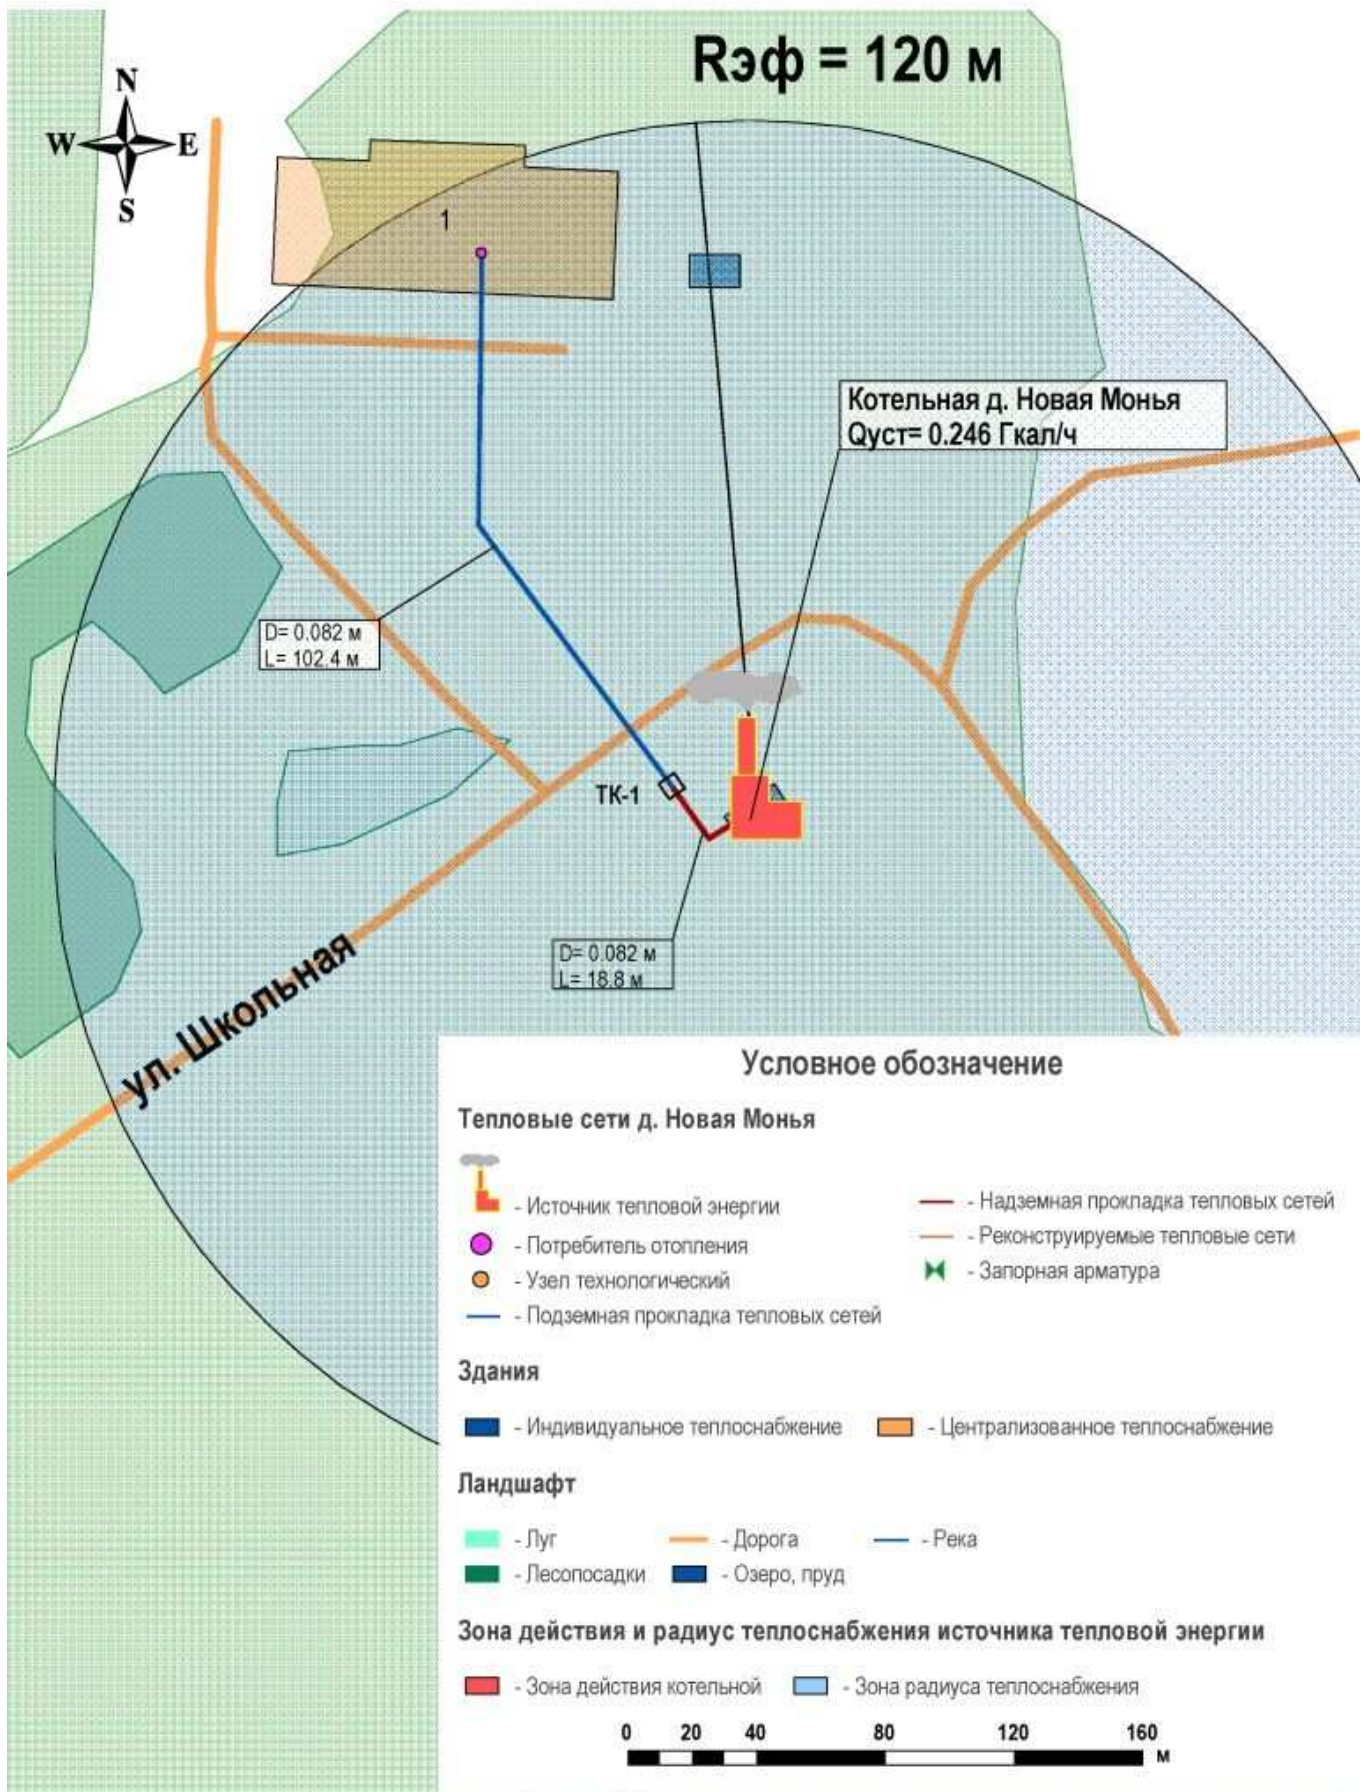 Rэф = 120 м
N
W E
S
1
Котельная д. Новая Монья
Qуст= 0.246 Гкал/ч
D= 0.082 м
L= 102.4 м
ТК-1
D= 0.082 м
L= 18.8 м
ул. Школьная
Условное обозначение
Тепловые сети д. Новая Монья
- Источник тепловой энергии
- Потребитель отопления
- Узел технологический
- Подземная прокладка тепловых сетей
- Надземная прокладка тепловых сетей
- Реконструируемые тепловые сети
- Запорная арматура
Здания
- Индивидуальное теплоснабжение
- Централизованное теплоснабжение
Ландшафт
- Луг
- Дорога
- Река
- Лесопосадки
- Озеро, пруд
Зона действия и радиус теплоснабжения источника тепловой энергии
- Зона действия котельной
- Зона радиуса теплоснабжения
0 20 40 80 120 160
м